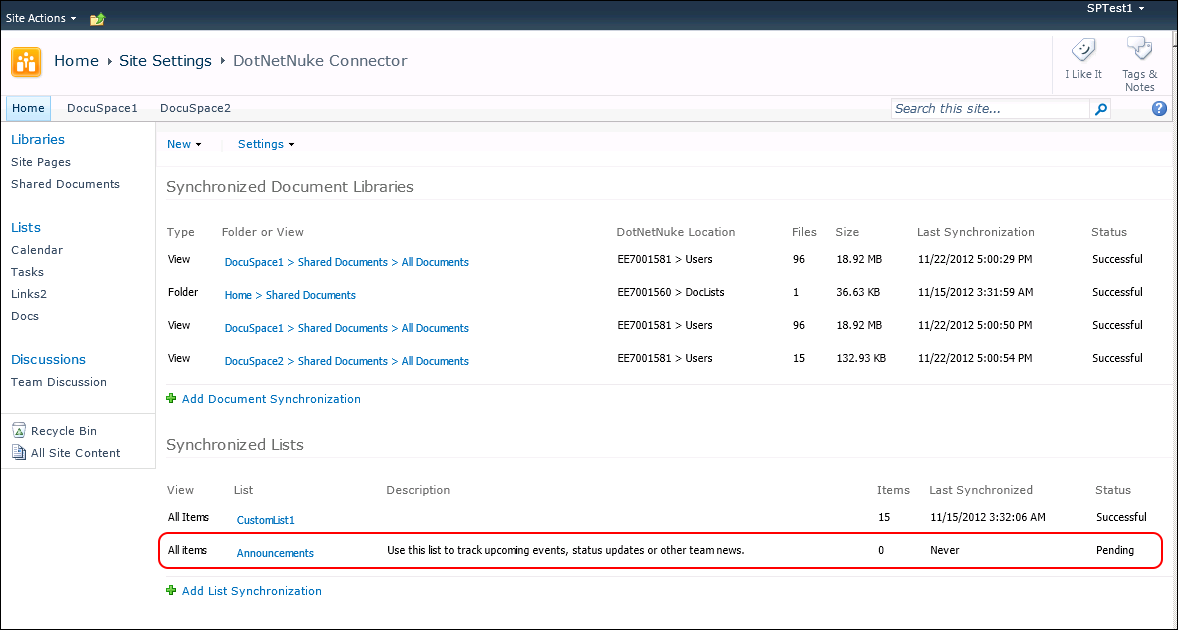 SPTest1
Site Actions
Home Site Settings DotNetNuke Connector
I Like It
Tags &
Notes
Home DocuSpace1 DocuSpace2
Search this site...
?
Libraries
Site Pages
Shared Documents
Lists
Calendar
Tasks
Links2
Docs
Discussions
Team Discussion
Recycle Bin
All Site Content
New Settings
Synchronized Document Libraries
Type Folder or View DotNetNuke Location Files Size Last Synchronization Status
View DocuSpace1 > Shared Documents > All Documents EE7001581 > Users 96 18.92 MB 11/22/2012 5:00:29 PM Successful
Folder Home > Shared Documents EE7001560 > DocLists 1 36.63 KB 11/15/2012 3:31:59 AM Successful
View DocuSpace1 > Shared Documents > All Documents EE7001581 > Users 96 18.92 MB 11/22/2012 5:00:50 PM Successful
View DocuSpace2 > Shared Documents > All Documents EE7001581 > Users 15 132.93 KB 11/22/2012 5:00:54 PM Successful
Add Document Synchronization
Synchronized Lists
View List Description Items Last Synchronized Status
All Items CustomList1 15 11/15/2012 3:32:06 AM Successful
All items Announcements Use this list to track upcoming events, status updates or other team news. 0 Never Pending
Add List Synchronization